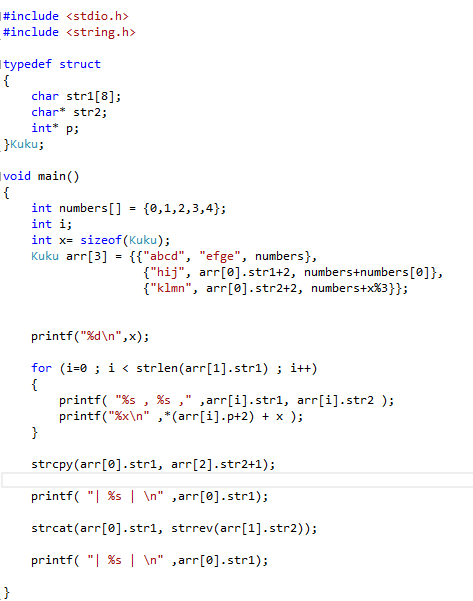 #include <stdio.h>
#include <string.h>
typedef struct
{
char str1[8];
char* str2;
int* p;
}Kuku;
void main()
{
int numbers[] = {0,1,2,3,4};
int i;
int x= sizeof(Kuku);
Kuku arr[3] = {{"abcd", "efge", numbers},
{"hij", arr[0].str1+2, numbers+numbers[0]},
{"klmn", arr[0].str2+2, numbers+x%3}};
printf("%d\n",x);
for (i=0 ; i < strlen(arr[1].str1) ; i++)
{
printf( "%s , %s ," ,arr[i].str1, arr[i].str2 );
printf("%x\n" ,*(arr[i].p+2) + x );
}
strcpy(arr[0].str1, arr[2].str2+1);
printf( "| %s | \n" ,arr[0].str1);
strcat(arr[0].str1, strrev(arr[1].str2));
printf( "| %s | \n" ,arr[0].str1);
}